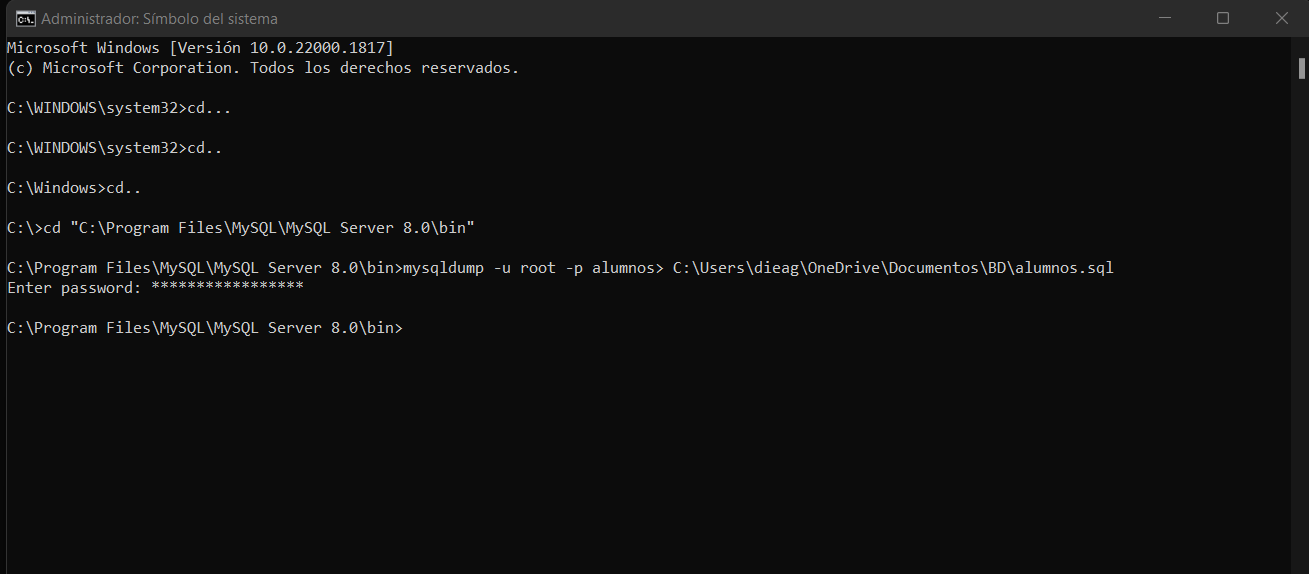 Administrador: Símbolo del sistema
Microsoft Windows [Versión 10.0.22000.1817]
(c) Microsoft Corporation. Todos los derechos reservados.
C:\WINDOWS\system32>cd...
C:\WINDOWS\system32>cd..
C:\Windows>cd..
C:\>cd "C:\Program Files\MySQL\MySQL Server 8.0\bin"
C:\Program Files\MySQL\MySQL Server 8.0\bin>mysqldump -u root -p alumnos> C:\Users\dieag\OneDrive\Documentos\BD\alumnos.sql
Enter password: *****************
C:\Program Files\MySQL\MySQL Server 8.0\bin>